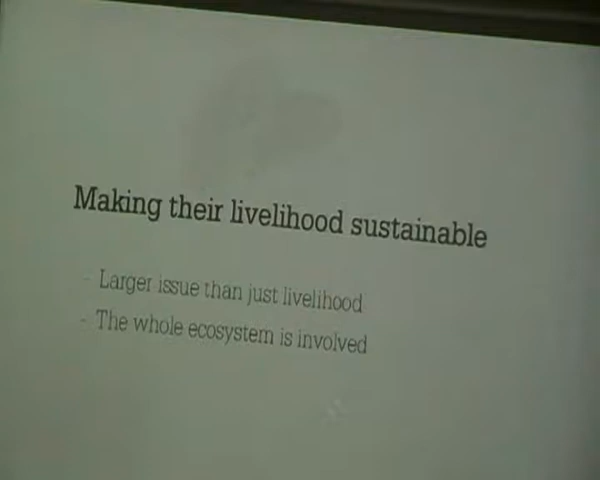 Making their livelihood sustainable
- Larger issue than just livelihood
- The whole ecosystem is involved